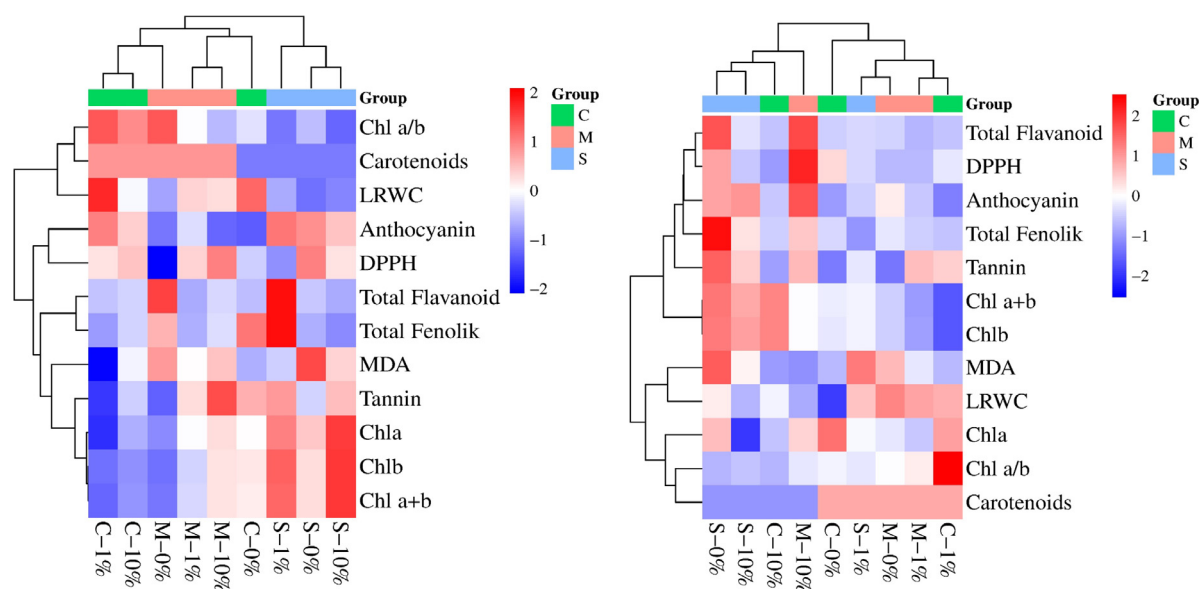 Group
Chl a/b
Carotenoids
LRWC
Anthocyanin
DPPH
Total Flavanoid
Total Fenolik
MDA
Tannin
Chla
Chlb
Chl a+b
C−1%
C−10%
M−0%
M−1%
M−10%
C−0%
S−1%
S−0%
S−10%
2
1
0
−1
−2
Group
C
M
S
Group
Total Flavanoid
DPPH
Anthocyanin
Total Fenolik
Tannin
Chl a+b
Chlb
MDA
LRWC
Chla
Chl a/b
Carotenoids
S−0%
S−10%
C−10%
M−10%
C−0%
S−1%
M−0%
M−1%
C−1%
2
1
0
−1
−2
Group
C
M
S